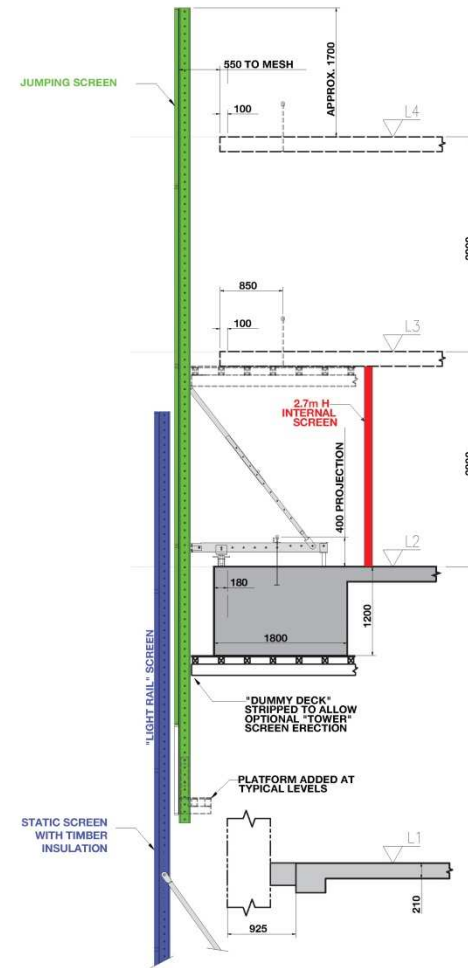 APPROX. 1700
JUMPING SCREEN
550 TO MESH
100
L4
850
L3
100
2.7m H
INTERNAL
SCREEN
400 PROJECTION
L2
180
1800
1200
"LIGHT RAIL" SCREEN
"DUMMY DECK"
STRIPPED TO ALLOW
OPTIONAL "TOWER"
SCREEN ERECTION
PLATFORM ADDED AT
TYPICAL LEVELS
STATIC SCREEN
WITH TIMBER
INSULATION
L1
210
925